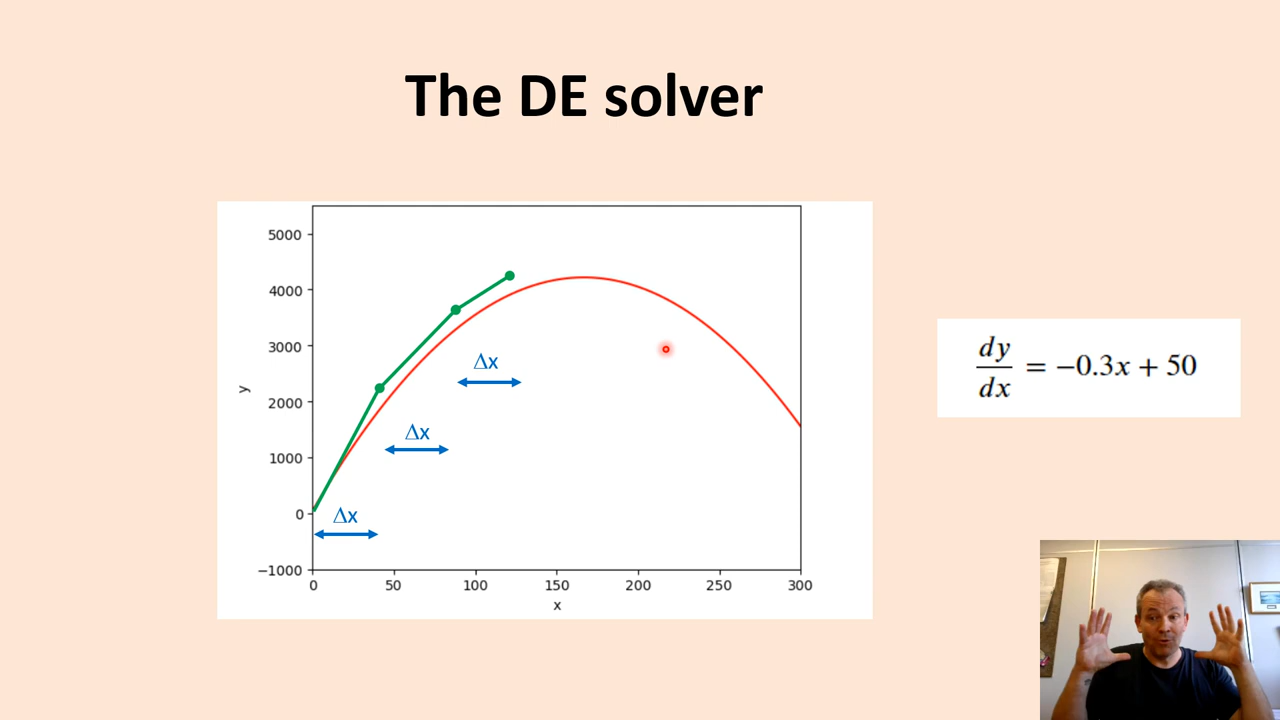 The DE solver
5000
4000
3000
2000
1000
0
−1000
y
0 50 100 150 200 250 300
x
Δx
Δx
Δx
dy
dx
= −0.3x + 50